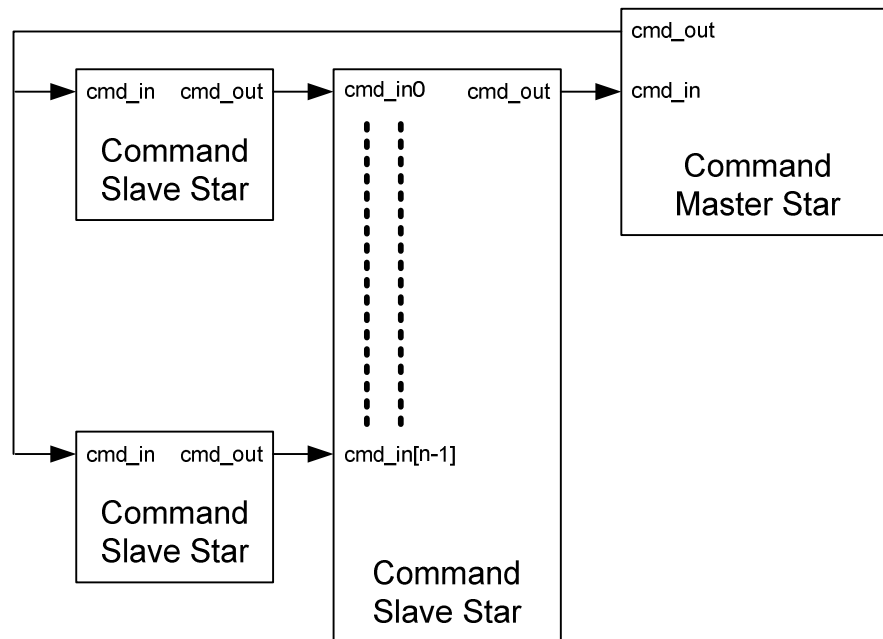 cmd_out
cmd_in
Command
Master Star
cmd_in cmd_out
Command
Slave Star
cmd_in0 cmd_out
cmd_in[n-1]
Command
Slave Star
cmd_in cmd_out
Command
Slave Star